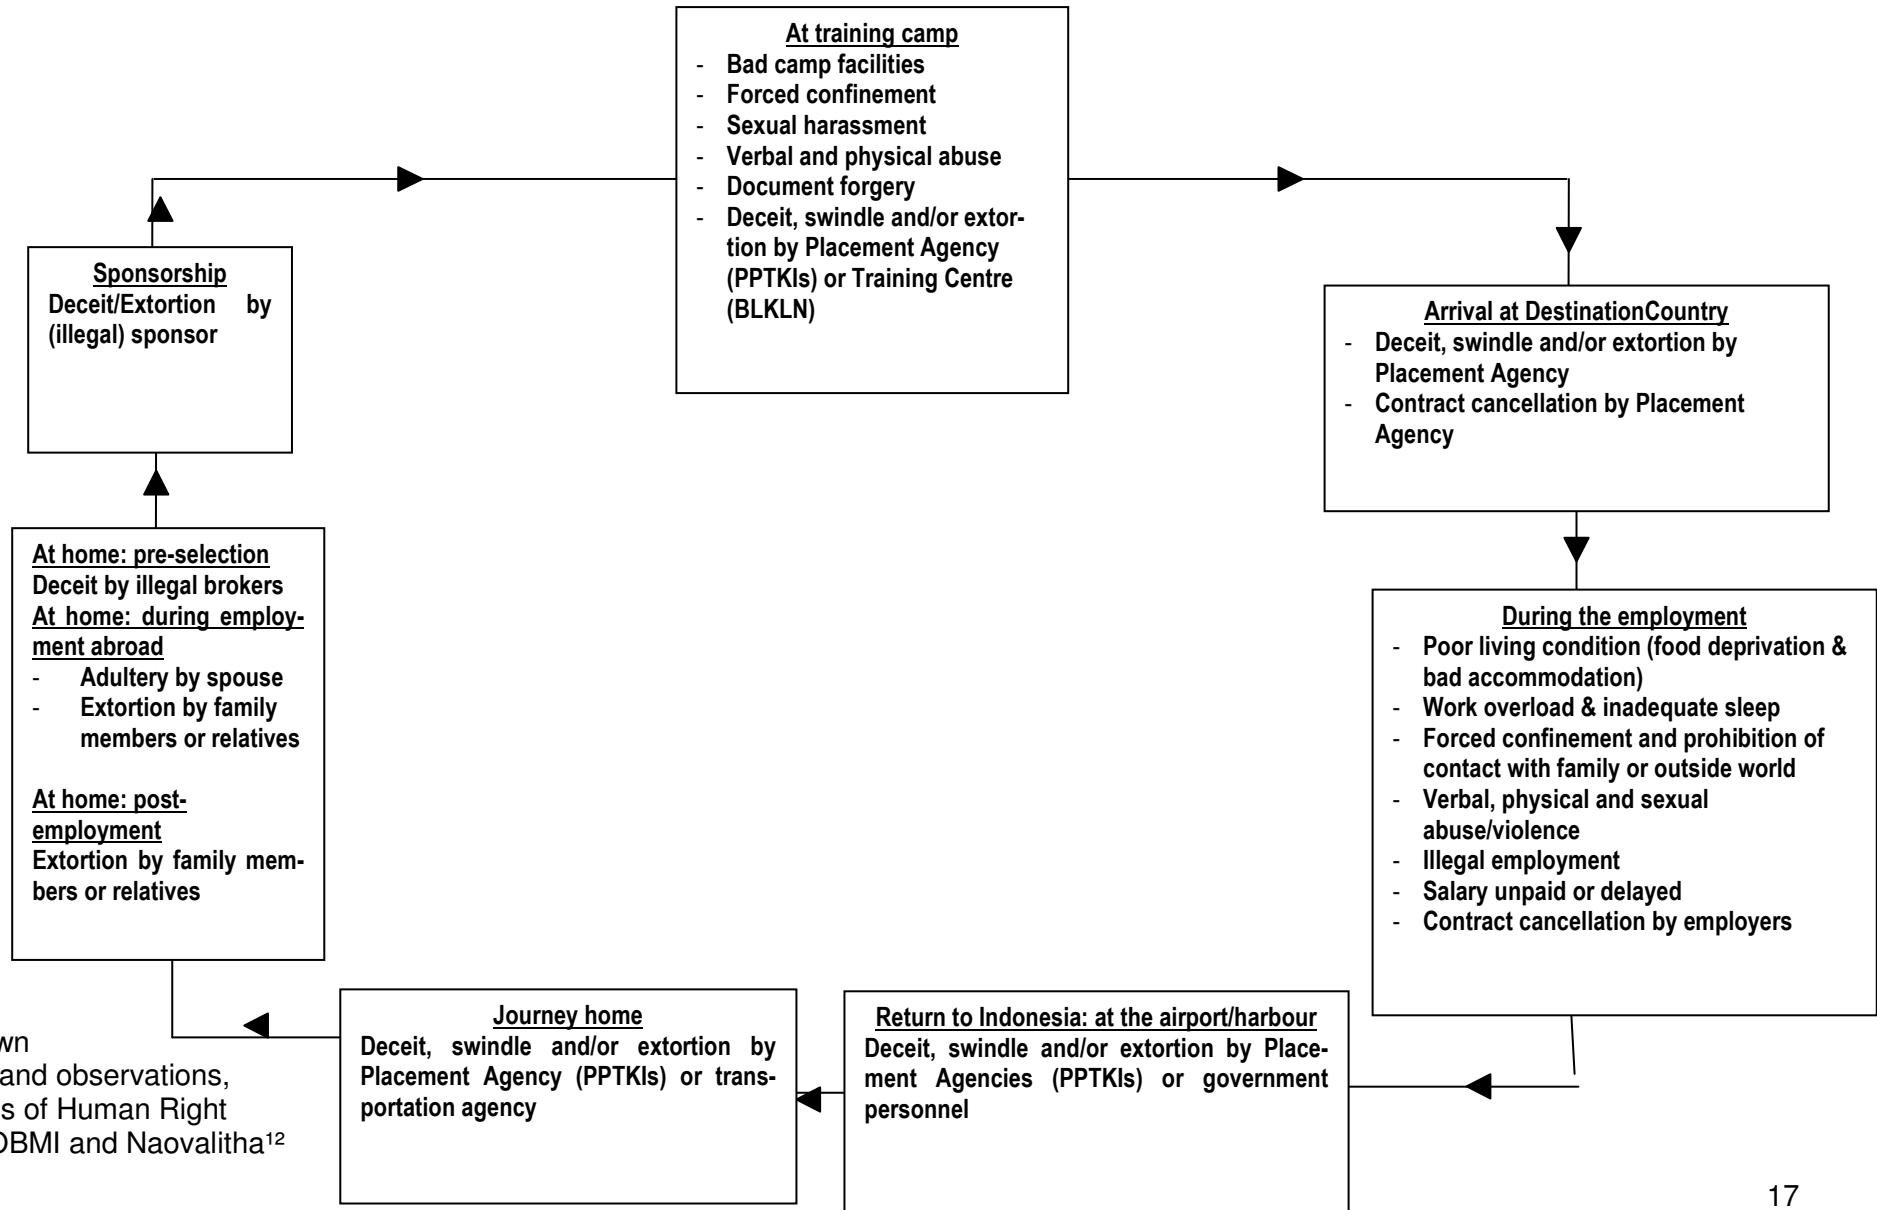 At training camp
- Bad camp facilities
- Forced confinement
- Sexual harassment
- Verbal and physical abuse
- Document forgery
- Deceit, swindle and/or extor-
tion by Placement Agency
(PPTKIs) or Training Centre
(BLKLN)
Sponsorship
Deceit/Extortion by
(illegal) sponsor
Arrival at DestinationCountry
- Deceit, swindle and/or extortion by
Placement Agency
- Contract cancellation by Placement
Agency
At home: pre-selection
Deceit by illegal brokers
At home: during employ-
ment abroad
- Adultery by spouse
- Extortion by family
members or relatives
At home: post-
employment
Extortion by family mem-
bers or relatives
During the employment
- Poor living condition (food deprivation &
bad accommodation)
- Work overload & inadequate sleep
- Forced confinement and prohibition of
contact with family or outside world
- Verbal, physical and sexual
abuse/violence
- Illegal employment
- Salary unpaid or delayed
- Contract cancellation by employers
Journey home
Deceit, swindle and/or extortion by
Placement Agency (PPTKIs) or trans-
portation agency
Return to Indonesia: at the airport/harbour
Deceit, swindle and/or extortion by Place-
ment Agencies (PPTKIs) or government
personnel
and observations,
of Human Right
and Naovalitha¹²
17